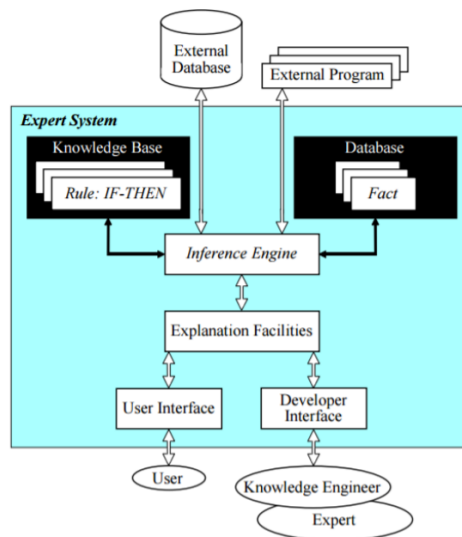 External
Database
External Program
Expert System
Knowledge Base
Rule: IF-THEN
Database
Fact
Inference Engine
Explanation Facilities
User Interface
Developer
Interface
User
Knowledge Engineer
Expert